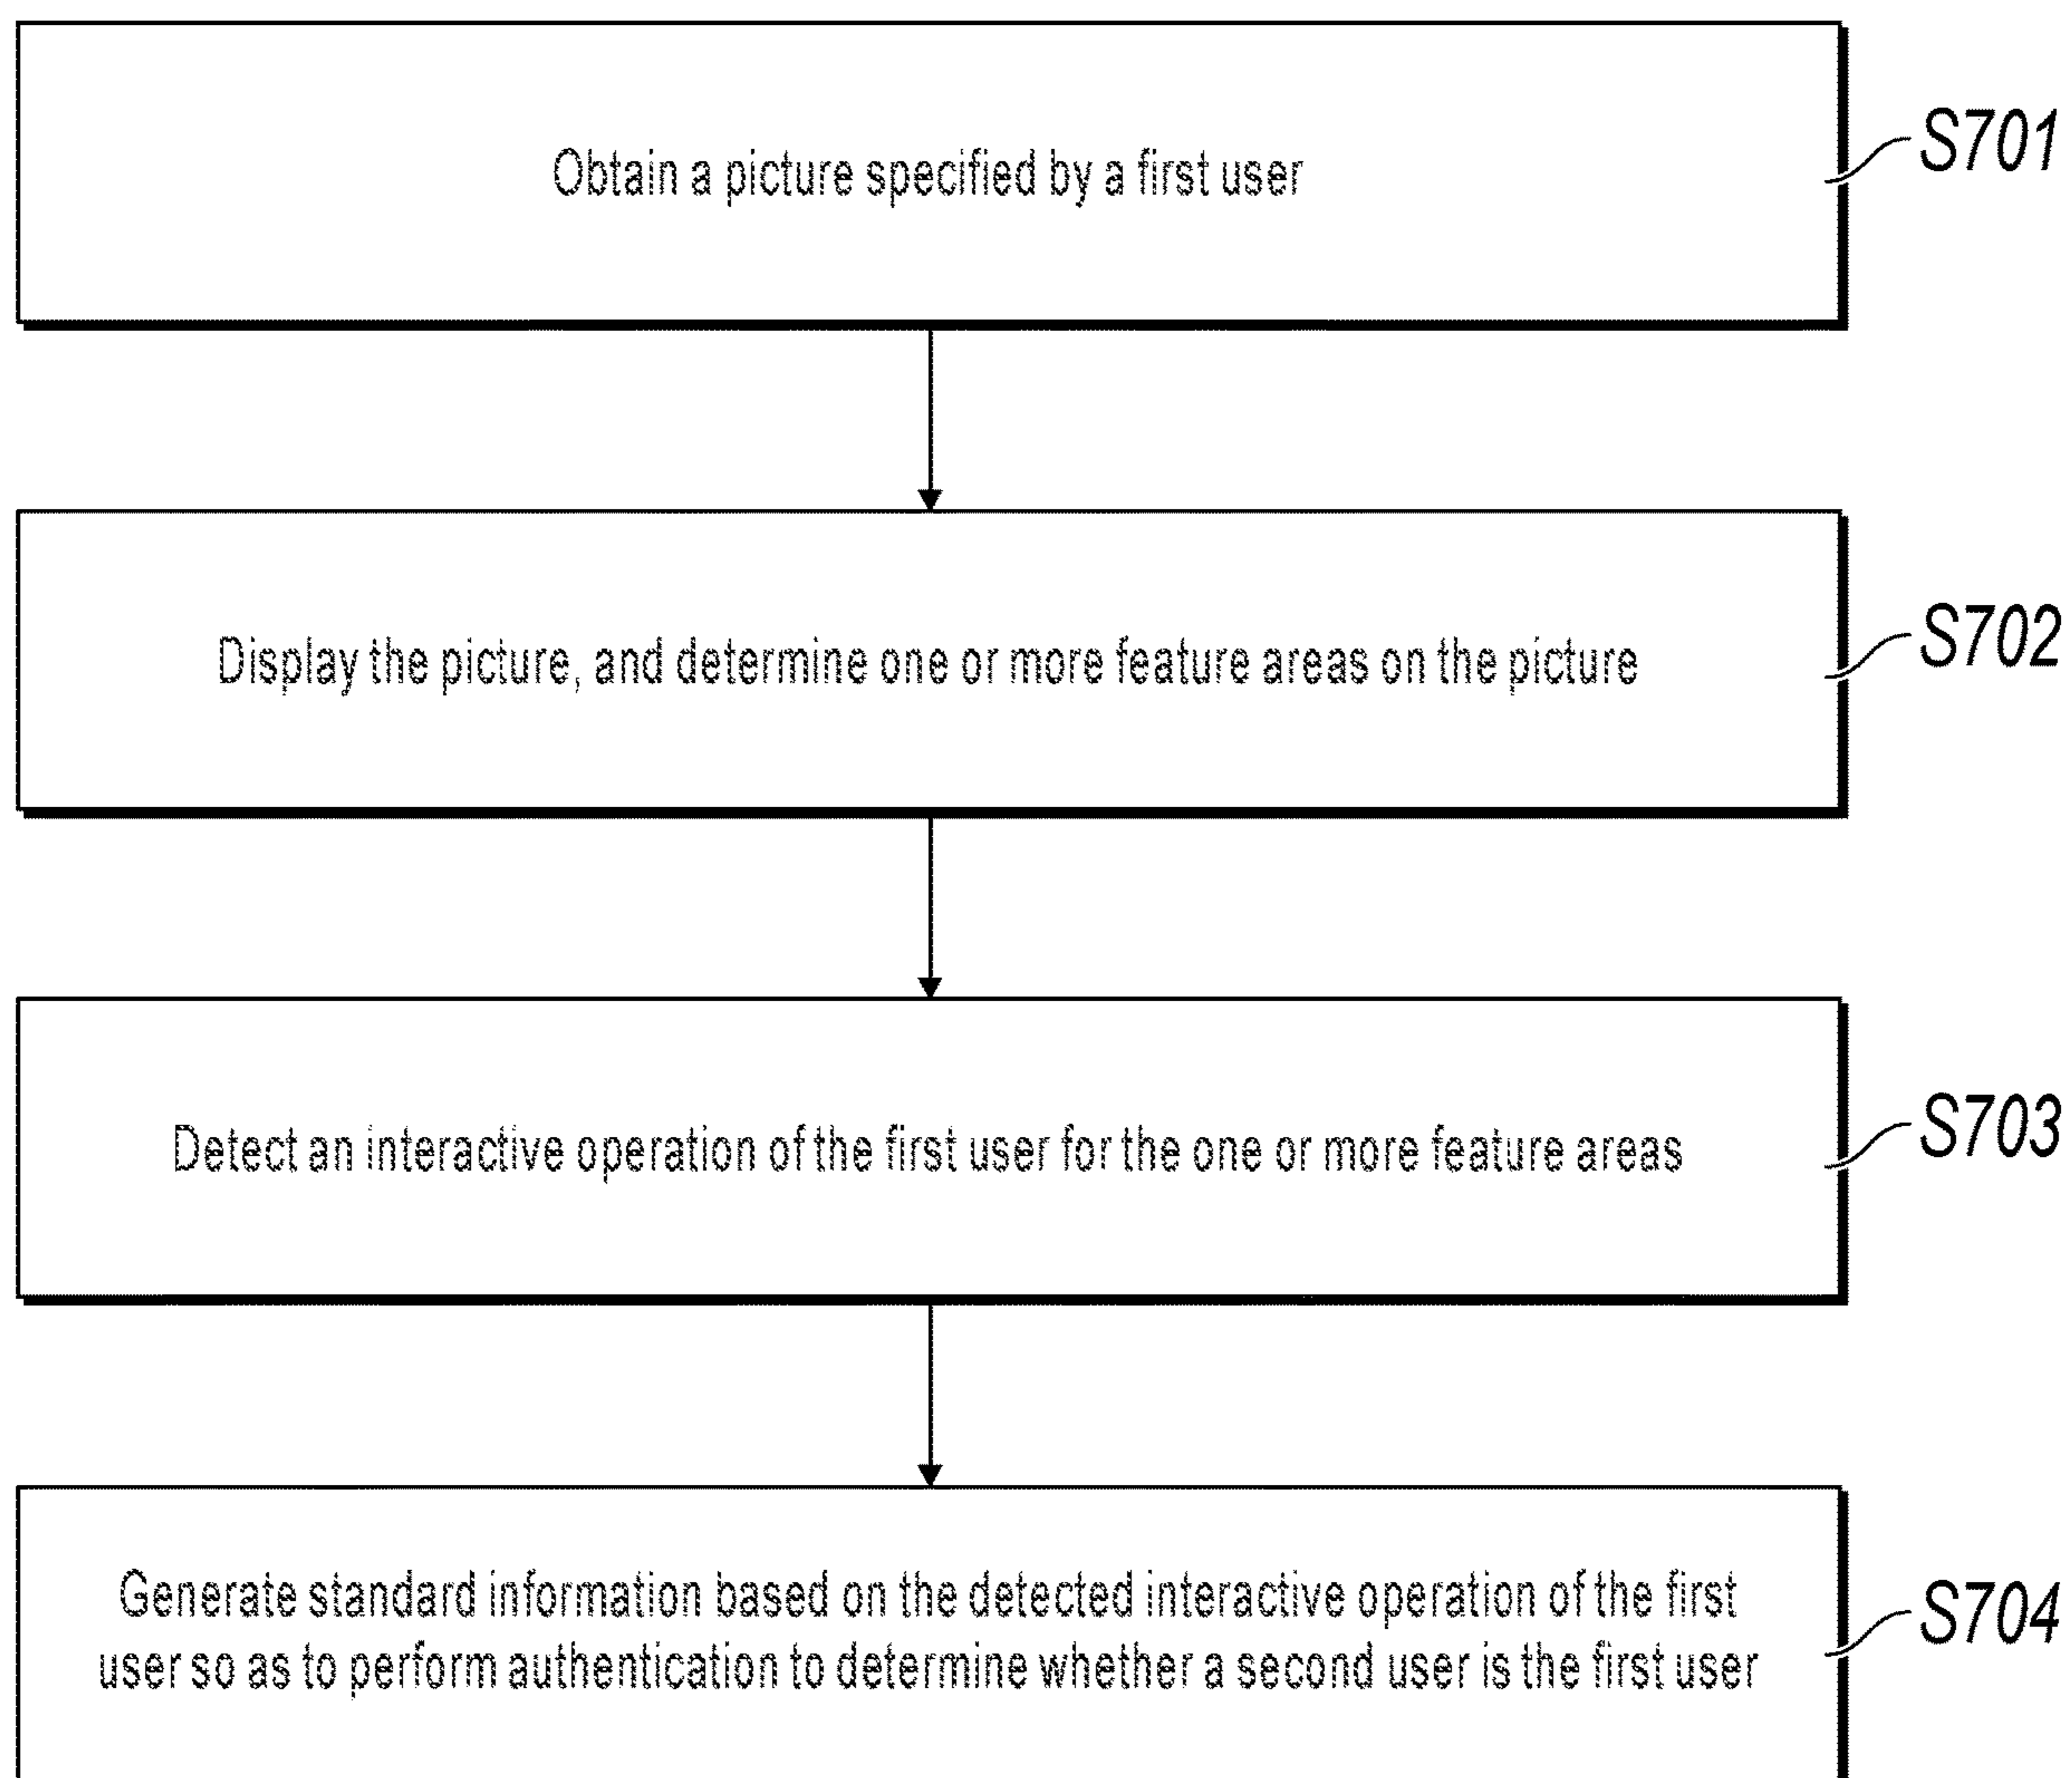 Obtain a picture specified by a first user
S701
Display the picture, and determine one or more feature areas on the picture
S702
Detect an interactive operation of the first user for the one or more feature areas
S703
Generate standard information based on the detected interactive operation of the first
user so as to perform authentication to determine whether a second user is the first user
S704